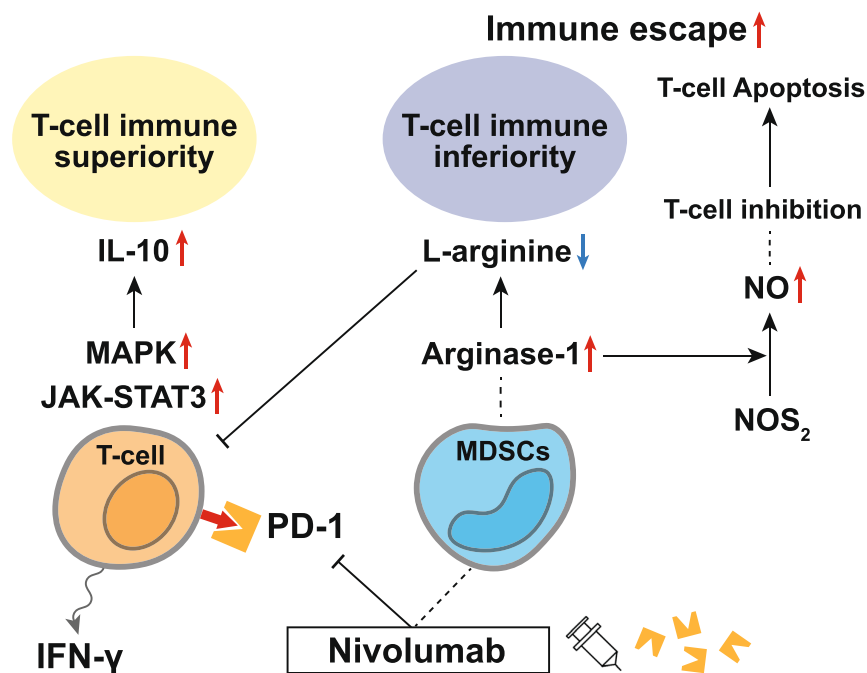 Immune escape
T-cell immune
superiority
T-cell immune
inferiority
T-cell Apoptosis
T-cell inhibition
IL-10
L-arginine
NO
MAPK
JAK-STAT3
Arginase-1
NOS₂
T-cell
MDSCs
PD-1
IFN-γ
Nivolumab